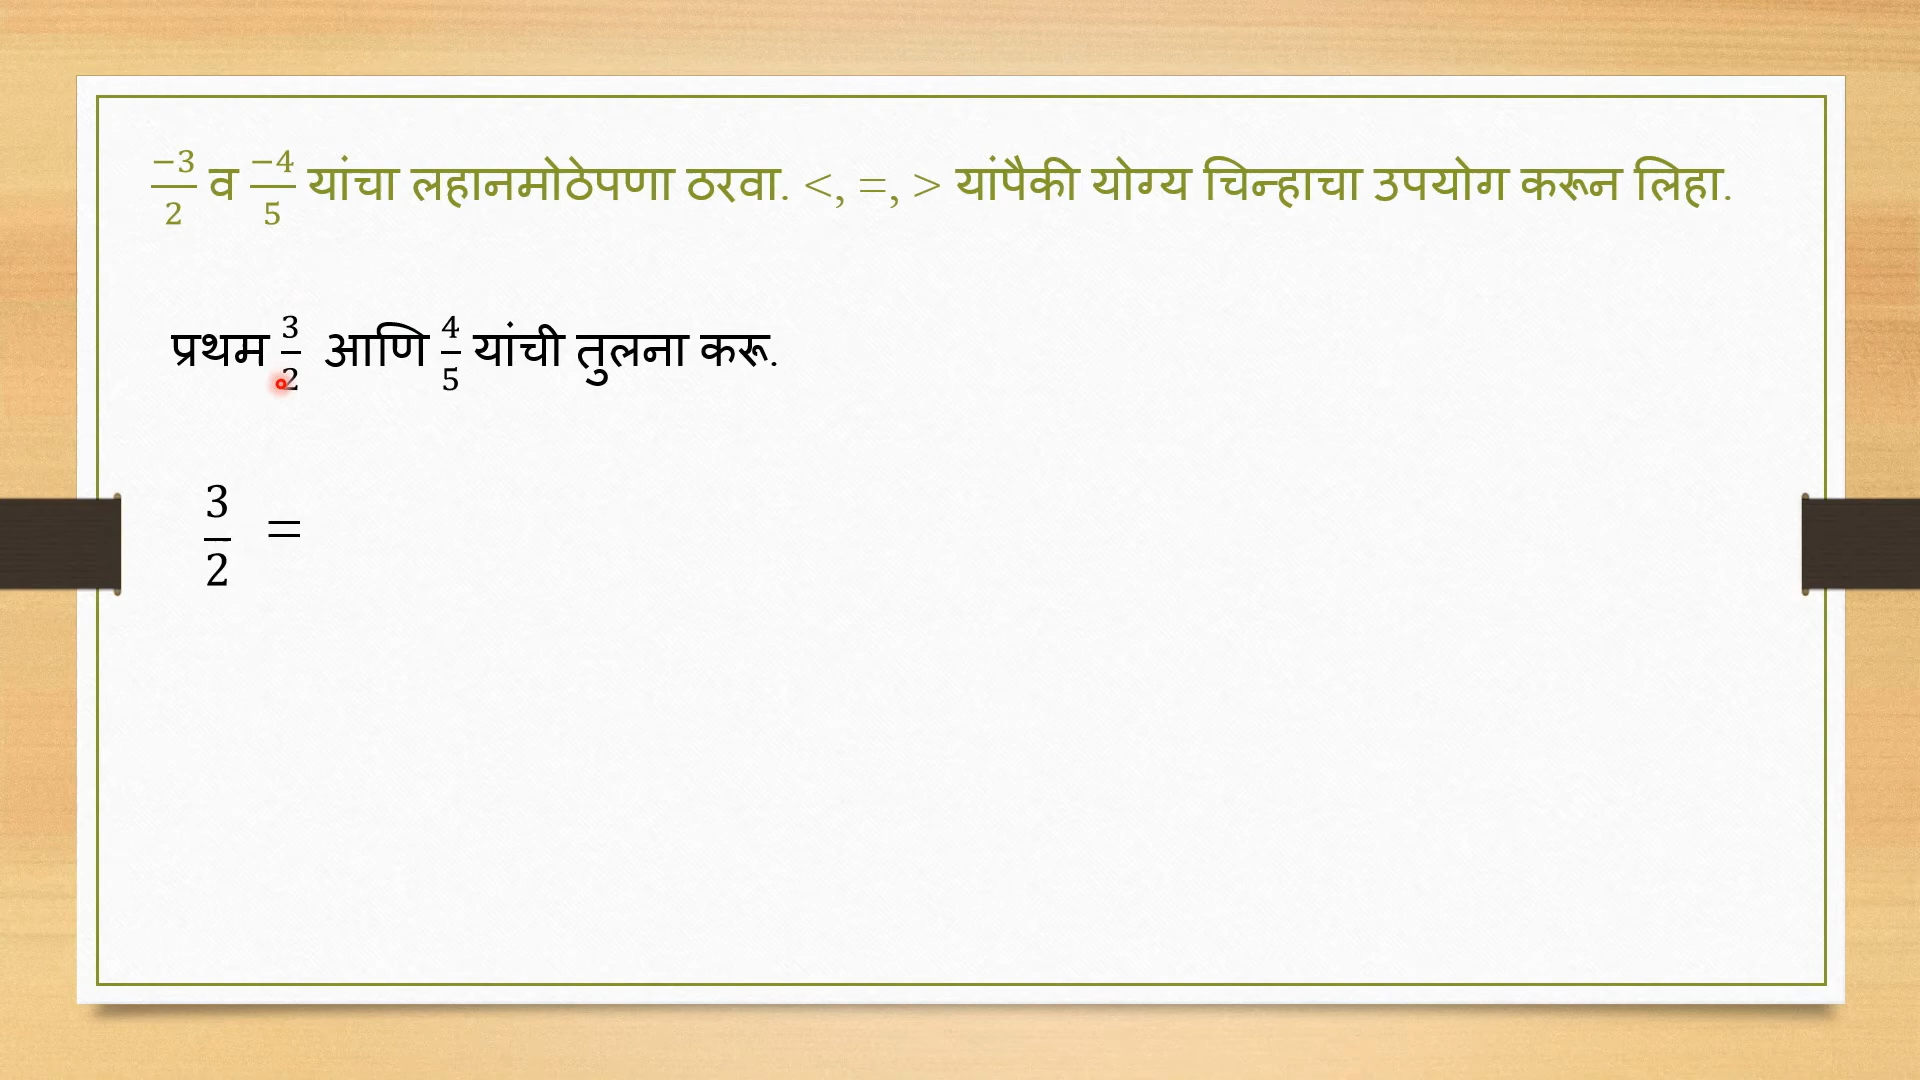 −3/2 व −4/5 यांचा लहानमोठेपणा ठरवा. <, =, > यांपैकी योग्य चिन्हाचा उपयोग करून लिहा.
प्रथम 3/2 आणि 4/5 यांची तुलना करू.
3/2 =